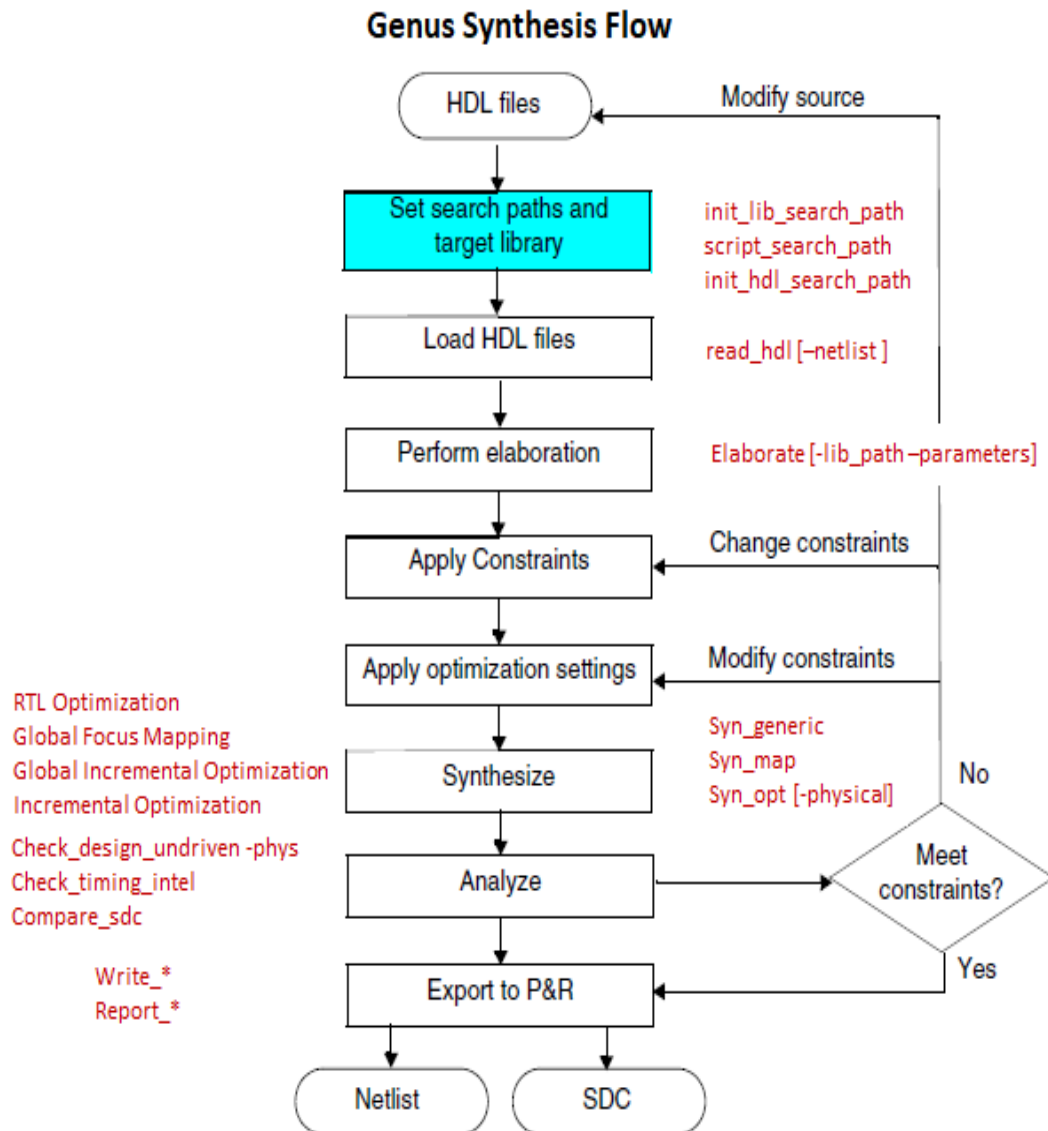 Genus Synthesis Flow
HDL files
Modify source
Set search paths and
target library
init_lib_search_path
script_search_path
init_hdl_search_path
Load HDL files
read_hdl [–netlist ]
Perform elaboration
Elaborate [-lib_path –parameters]
Apply Constraints
Change constraints
Apply optimization settings
Modify constraints
RTL Optimization
Global Focus Mapping
Global Incremental Optimization
Incremental Optimization
Synthesize
Syn_generic
Syn_map
Syn_opt [-physical]
No
Check_design_undriven -phys
Check_timing_intel
Compare_sdc
Analyze
Meet
constraints?
Yes
Write_*
Report_*
Export to P&R
Netlist
SDC